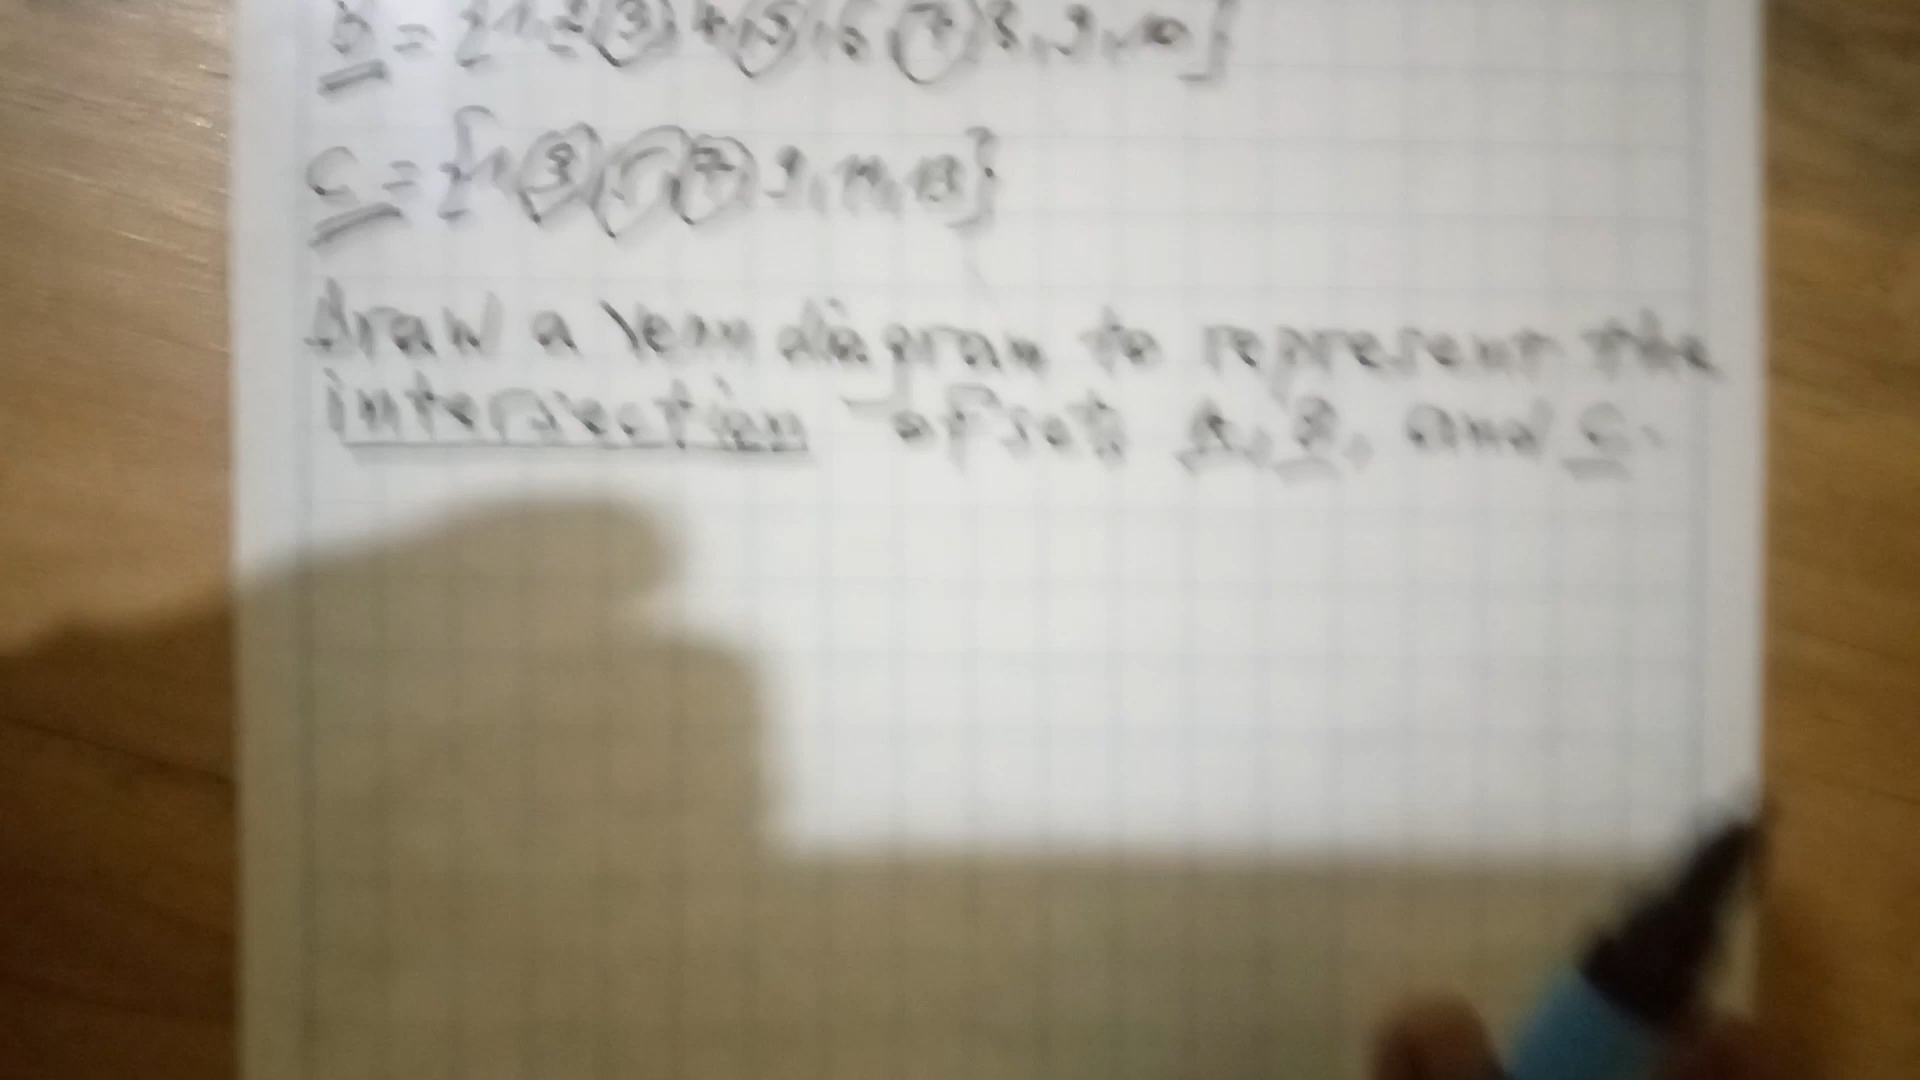 B = {1, 2, 3, 4, 5, 6, 7, 8, 9, 10}
C = {1, 3, 5, 7, 9, 11, 13}
Draw a Venn diagram to represent the
intersection of set A, B, and C.